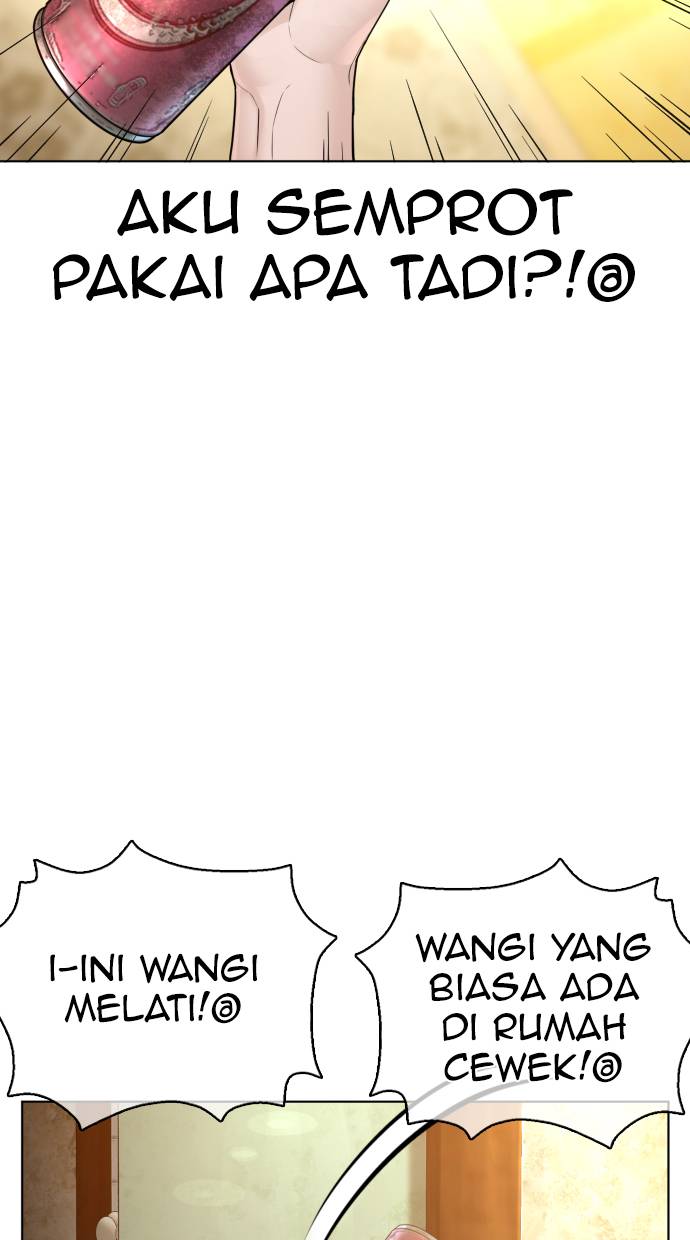 AKU SEMPROT
PAKAI APA TADI?!@
I-INI WANGI
MELATI!@
WANGI YANG
BIASA ADA
DI RUMAH
CEWEK!@